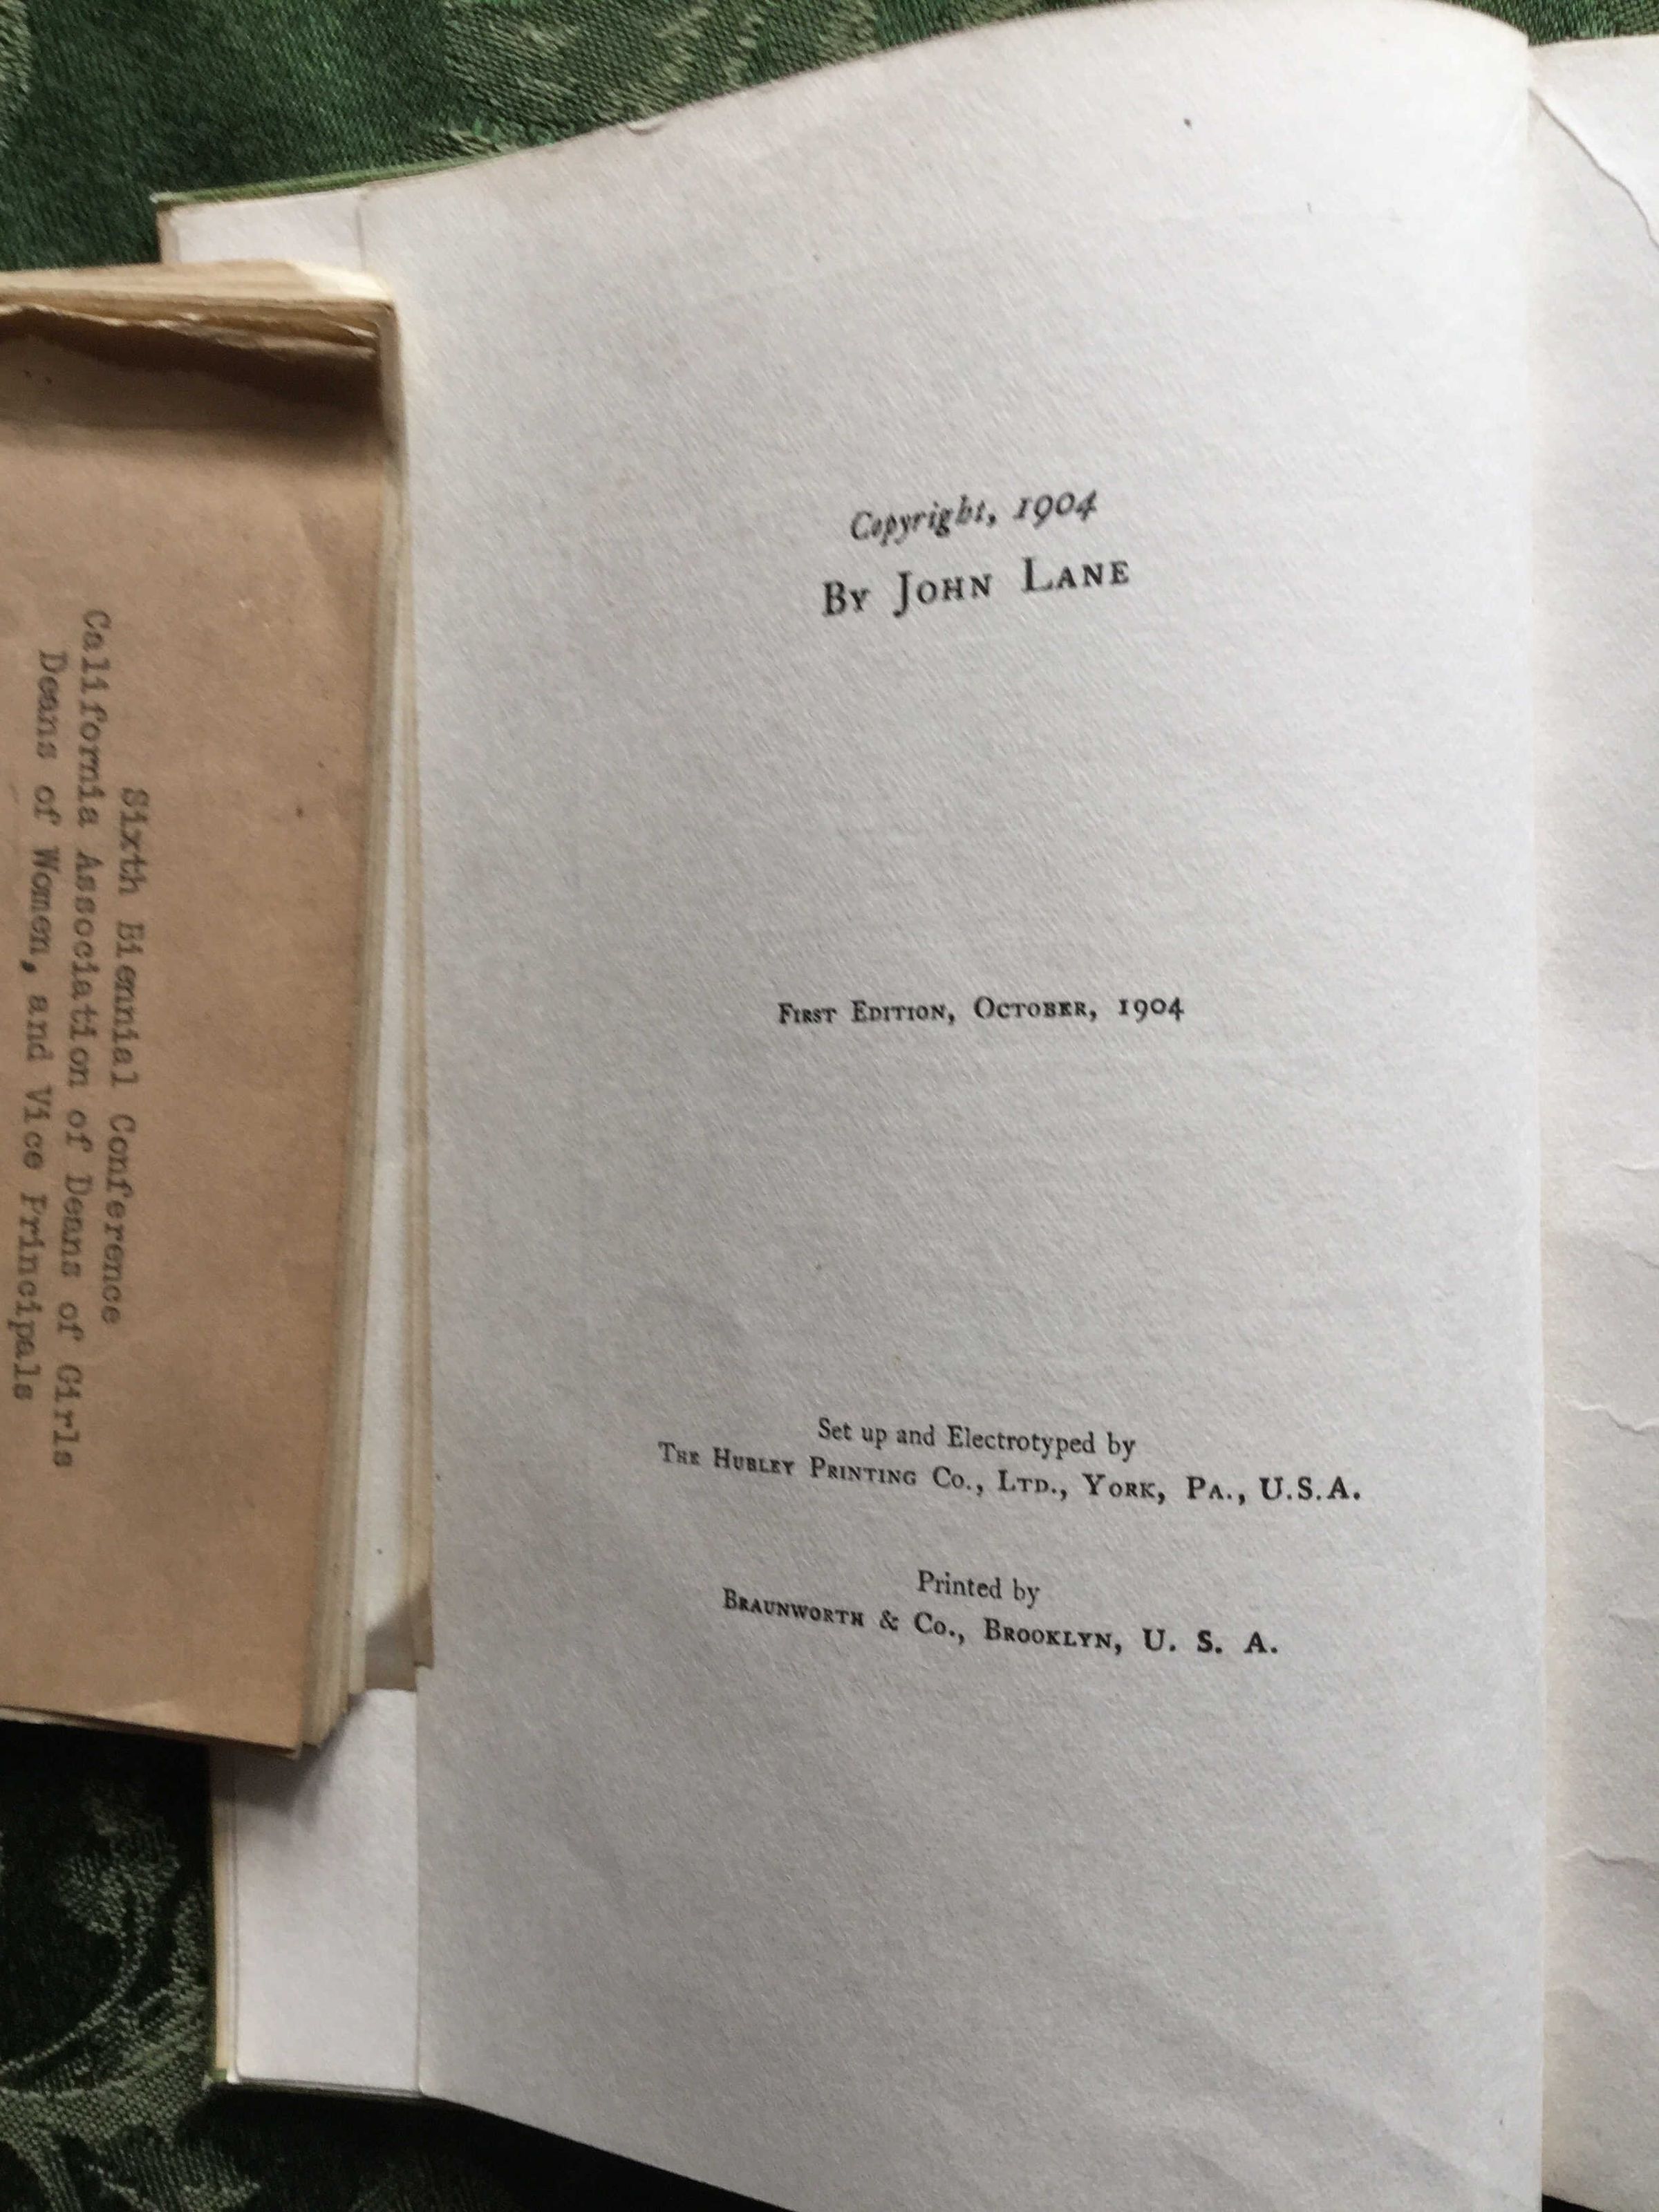 Copyright, 1904
By John Lane
First Edition, October, 1904
Set up and Electrotyped by
The Hubley Printing Co., Ltd., York, Pa., U.S.A.
Printed by
Braunworth & Co., Brooklyn, U. S. A.
Sixth Biennial Conference
California Association of Deans of Girls
Deans of Women, and Vice Principals